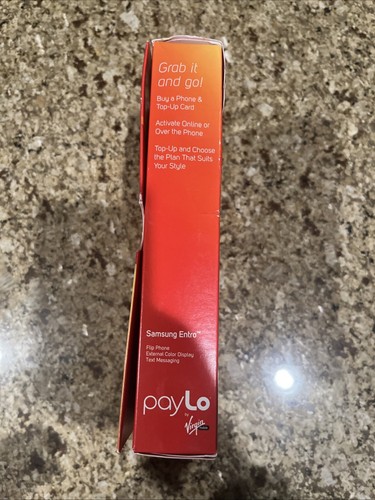 Grab it
and go!
Buy a Phone &
Top-Up Card
Activate Online or
Over the Phone
Top-Up and Choose
the Plan That Suits
Your Style
Samsung Entro™
Flip Phone
External Color Display
Text Messaging
payLo
by
Virgin